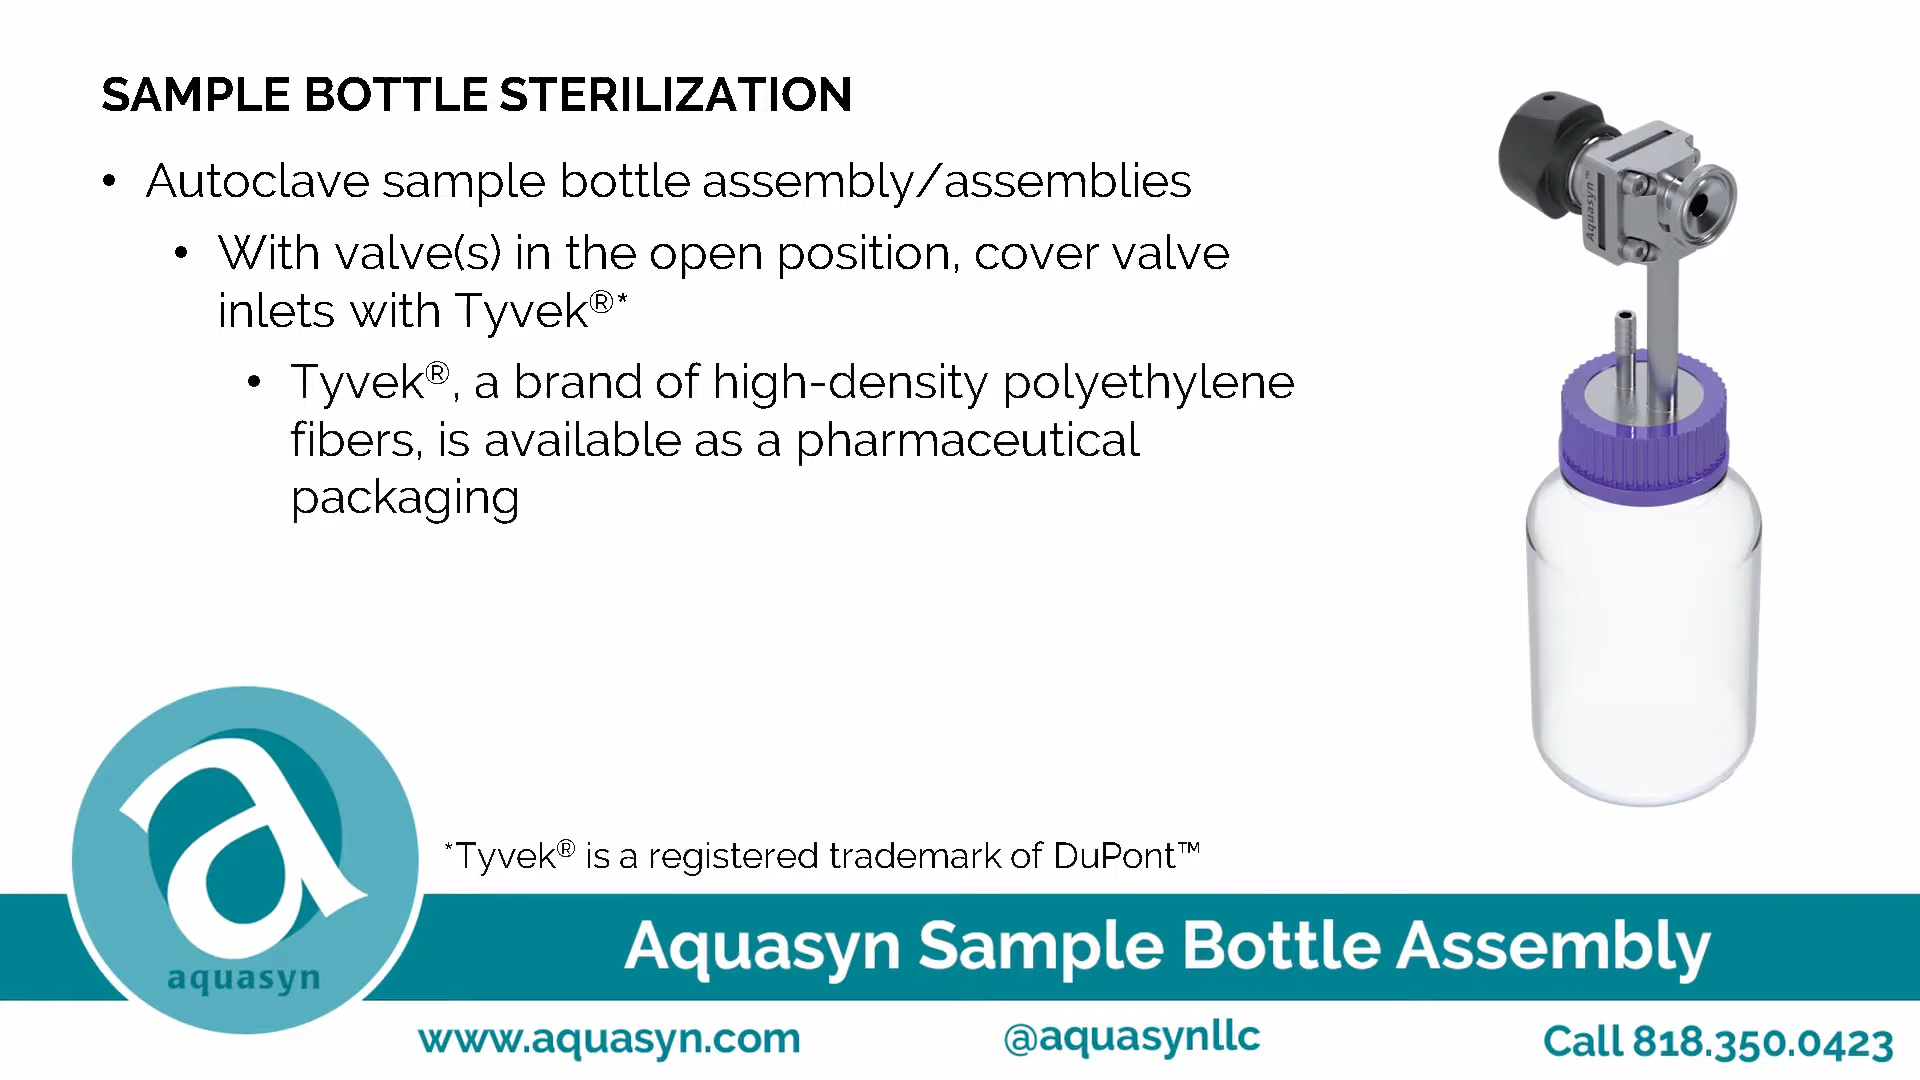 SAMPLE BOTTLE STERILIZATION
• Autoclave sample bottle assembly/assemblies
• With valve(s) in the open position, cover valve
inlets with Tyvek®*
• Tyvek®, a brand of high-density polyethylene
fibers, is available as a pharmaceutical
packaging
Aquasyn™
*Tyvek® is a registered trademark of DuPont™
a
aquasyn
Aquasyn Sample Bottle Assembly
www.aquasyn.com
@aquasynllc
Call 818.350.0423